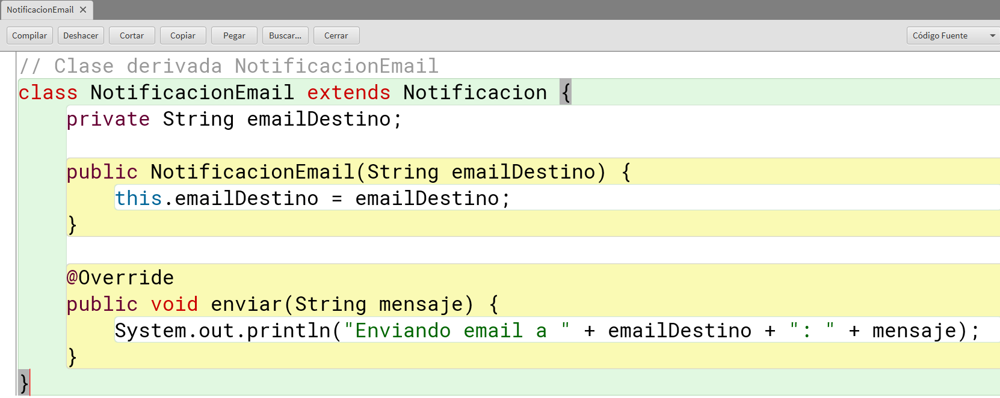 NotificacionEmail ✕
Compilar Deshacer Cortar Copiar Pegar Buscar... Cerrar Código Fuente
// Clase derivada NotificacionEmail
class NotificacionEmail extends Notificacion {
    private String emailDestino;

    public NotificacionEmail(String emailDestino) {
        this.emailDestino = emailDestino;
    }

    @Override
    public void enviar(String mensaje) {
        System.out.println("Enviando email a " + emailDestino + ": " + mensaje);
    }
}